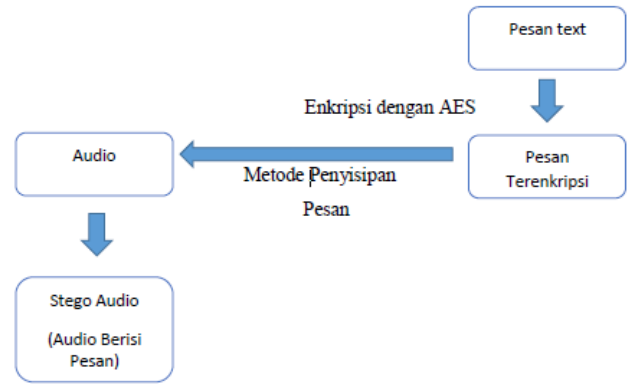 Pesan text
Enkripsi dengan AES
Audio
Metode Penyisipan
Pesan
Pesan
Terenkripsi
Stego Audio
(Audio Berisi
Pesan)